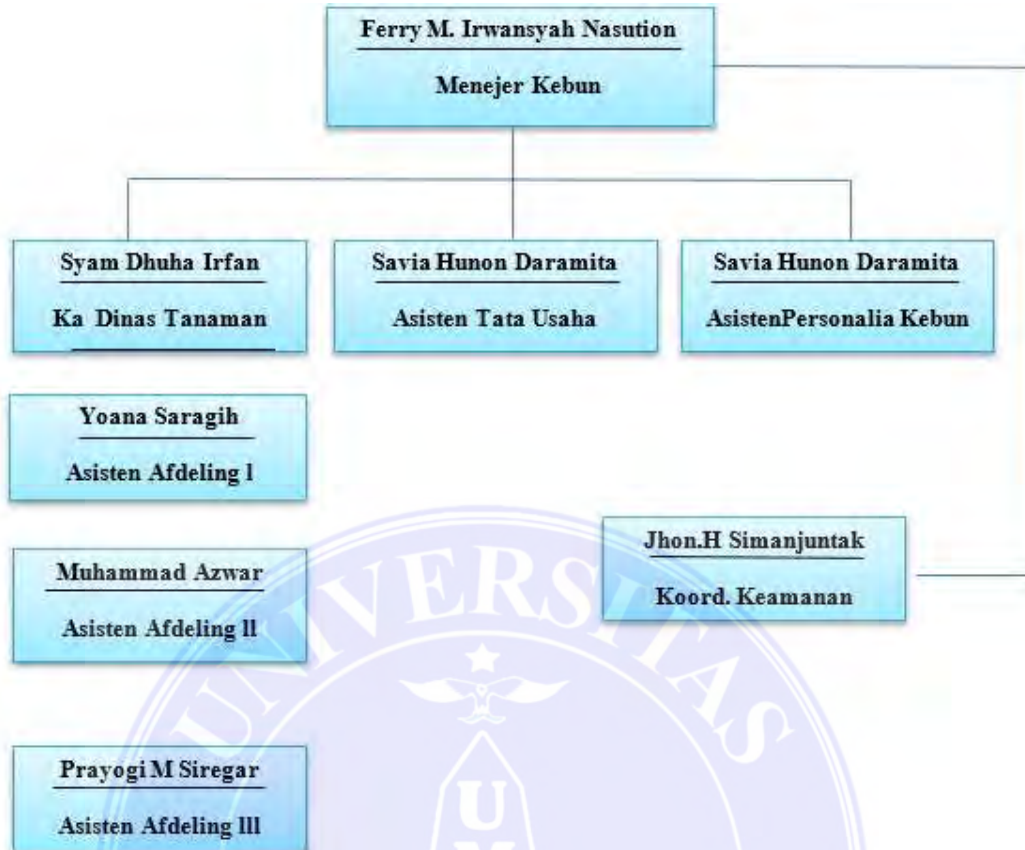 Ferry M. Irwansyah Nasution
Menejer Kebun
Syam Dhuha Irfan
Ka Dinas Tanaman
Savia Hunon Daramita
Asisten Tata Usaha
Savia Hunon Daramita
AsistenPersonalia Kebun
Yoana Saragih
Asisten Afdeling l
Jhon.H Simanjuntak
Koord. Keamanan
Muhammad Azwar
Asisten Afdeling ll
Prayogi M Siregar
Asisten Afdeling lll
UNIVERSITAS
U